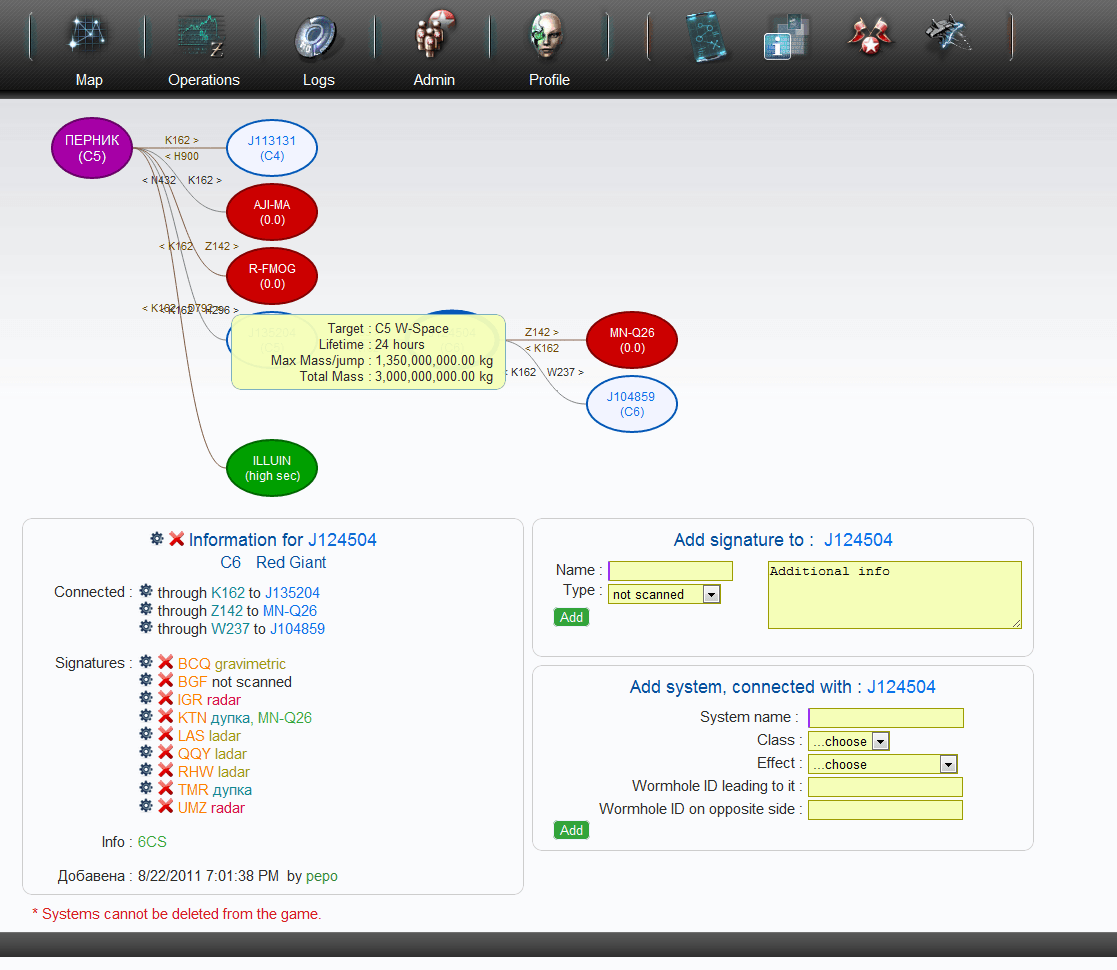 Map Operations Logs Admin Profile
ПЕРНИК
(C5)
K162 >
< H900
J113131
(C4)
< N432 K162 >
AJI-MA
(0.0)
< K162 Z142 >
R-FMOG
(0.0)
< K162 D792 >
< K162 H296 >
Target : C5 W-Space
Lifetime : 24 hours
Max Mass/jump : 1,350,000,000.00 kg
Total Mass : 3,000,000,000.00 kg
Z142 >
< K162
MN-Q26
(0.0)
< K162 W237 >
J104859
(C6)
ILLUIN
(high sec)
Information for J124504
C6 Red Giant
Connected : through K162 to J135204
through Z142 to MN-Q26
through W237 to J104859
Signatures : BCQ gravimetric
BGF not scanned
IGR radar
KTN дупка, MN-Q26
LAS ladar
QQY ladar
RHW ladar
TMR дупка
UMZ radar
Info : 6CS
Добавена : 8/22/2011 7:01:38 PM by pepo
Add signature to : J124504
Name :
Type : not scanned
Additional info
Add
Add system, connected with : J124504
System name :
Class : ...choose
Effect : ...choose
Wormhole ID leading to it :
Wormhole ID on opposite side :
Add
* Systems cannot be deleted from the game.